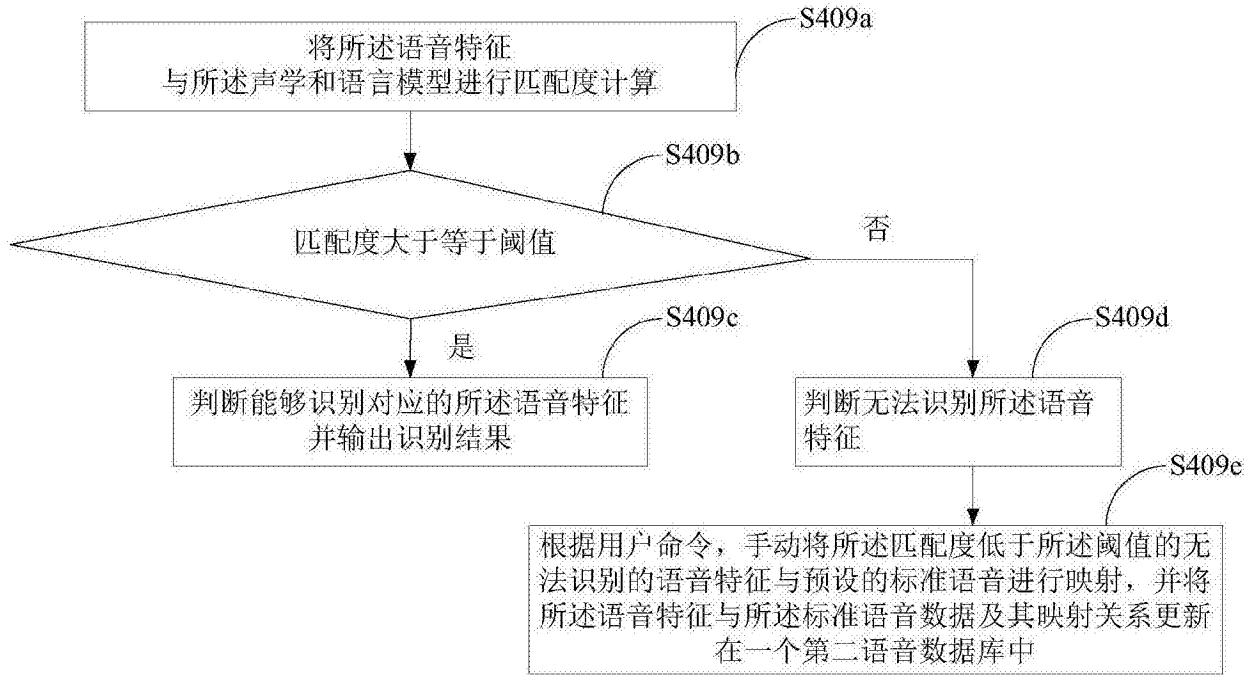 S409a
将所述语音特征
与所述声学和语言模型进行匹配度计算
S409b
匹配度大于等于阈值
否
是
S409c
判断能够识别对应的所述语音特征
并输出识别结果
S409d
判断无法识别所述语音
特征
S409e
根据用户命令，手动将所述匹配度低于所述阈值的无
法识别的语音特征与预设的标准语音进行映射，并将
所述语音特征与所述标准语音数据及其映射关系更新
在一个第二语音数据库中